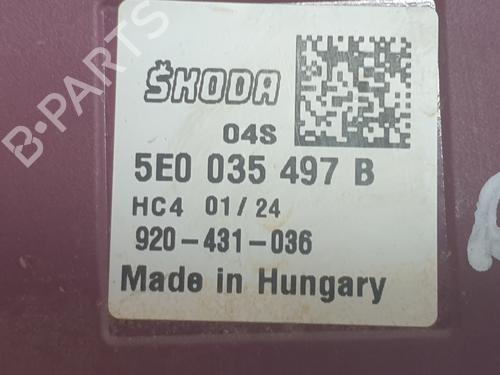 B-PARTS
ŠKODA
04S
5E0 035 497 B
HC4 01/24
920-431-036
Made in Hungary